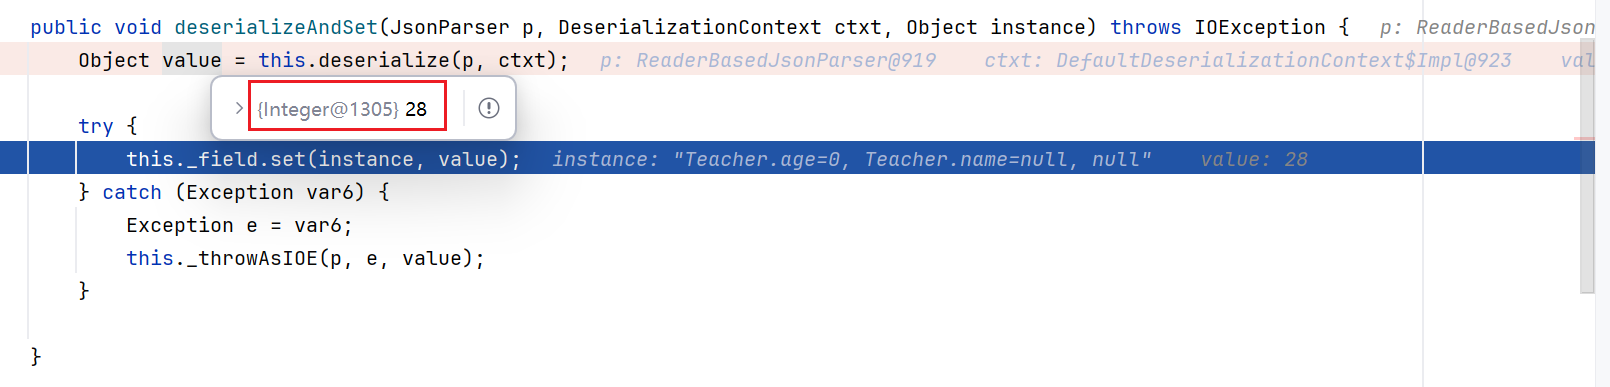 public void deserializeAndSet(JsonParser p, DeserializationContext ctxt, Object instance) throws IOException {   p: ReaderBasedJson
Object value = this.deserialize(p, ctxt);   p: ReaderBasedJsonParser@919    ctxt: DefaultDeserializationContext$Impl@923    val
{Integer@1305} 28
try {
this._field.set(instance, value);   instance: "Teacher.age=0, Teacher.name=null, null"    value: 28
} catch (Exception var6) {
Exception e = var6;
this._throwAsIOE(p, e, value);
}
}